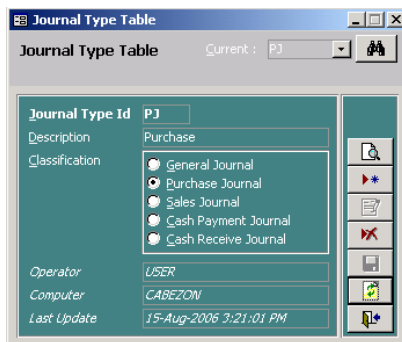 Journal Type Table
Journal Type Table Current : PJ
Journal Type Id PJ
Description Purchase
Classification
General Journal
Purchase Journal
Sales Journal
Cash Payment Journal
Cash Receive Journal
Operator USER
Computer CABEZON
Last Update 15-Aug-2006 3:21:01 PM